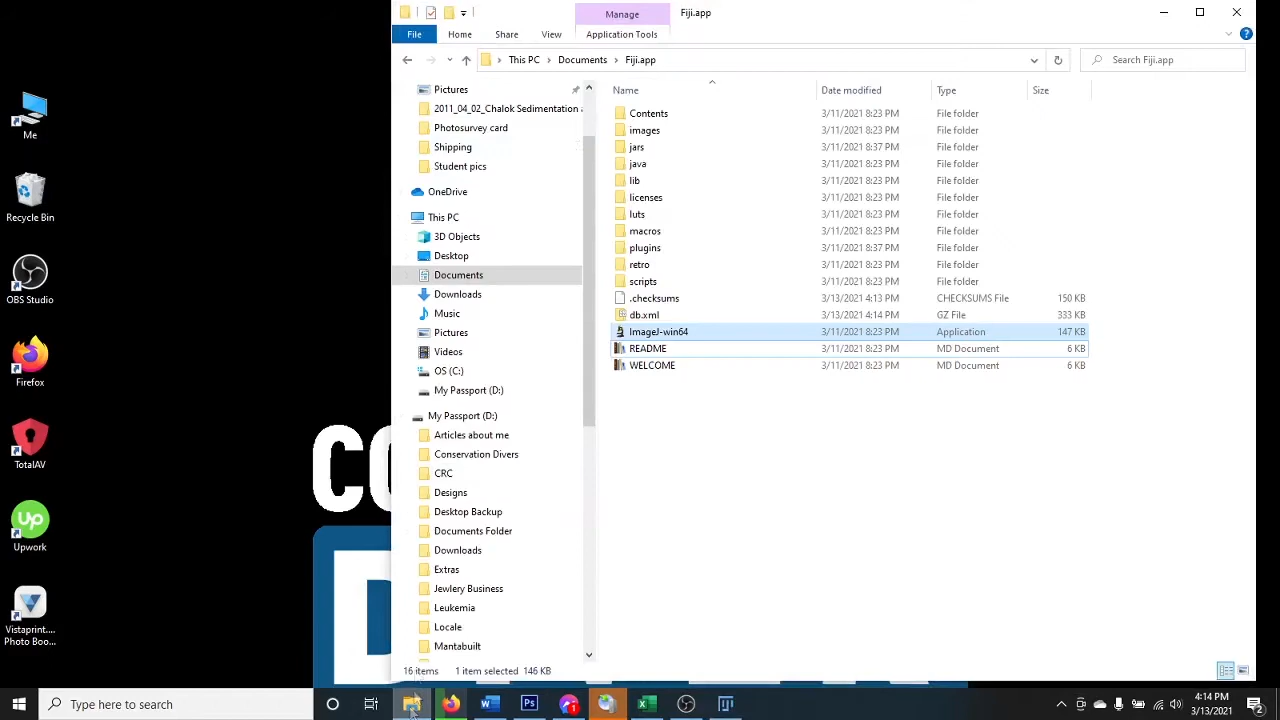 Manage
Fiji.app
File
Home
Share
View
Application Tools
This PC
Documents
Fiji.app
Search Fiji.app
Name
Date modified
Type
Size
Pictures
2011_04_02_Chalok Sedimentation
Photosurvey card
Shipping
Student pics
OneDrive
This PC
3D Objects
Desktop
Documents
Downloads
Music
Pictures
Videos
OS (C:)
My Passport (D:)
My Passport (D:)
Articles about me
Conservation Divers
CRC
Designs
Desktop Backup
Documents Folder
Downloads
Extras
Jewlery Business
Leukemia
Locale
Mantabuilt
Contents 3/11/2021 8:23 PM File folder
images 3/11/2021 8:23 PM File folder
jars 3/11/2021 8:37 PM File folder
java 3/11/2021 8:23 PM File folder
lib 3/11/2021 8:23 PM File folder
licenses 3/11/2021 8:23 PM File folder
luts 3/11/2021 8:23 PM File folder
macros 3/11/2021 8:23 PM File folder
plugins 3/11/2021 8:37 PM File folder
retro 3/11/2021 8:23 PM File folder
scripts 3/11/2021 8:23 PM File folder
.checksums 3/13/2021 4:13 PM CHECKSUMS File 150 KB
db.xml 3/13/2021 4:14 PM GZ File 333 KB
ImageJ-win64 3/11/2021 8:23 PM Application 147 KB
README 3/11/2021 8:23 PM MD Document 6 KB
WELCOME 3/11/2021 8:23 PM MD Document 6 KB
16 items
1 item selected 146 KB
Me
Recycle Bin
OBS Studio
Firefox
TotalAV
Up
Upwork
Vistaprint....
Photo Boo...
CO
D
Type here to search
4:14 PM
3/13/2021
2
1